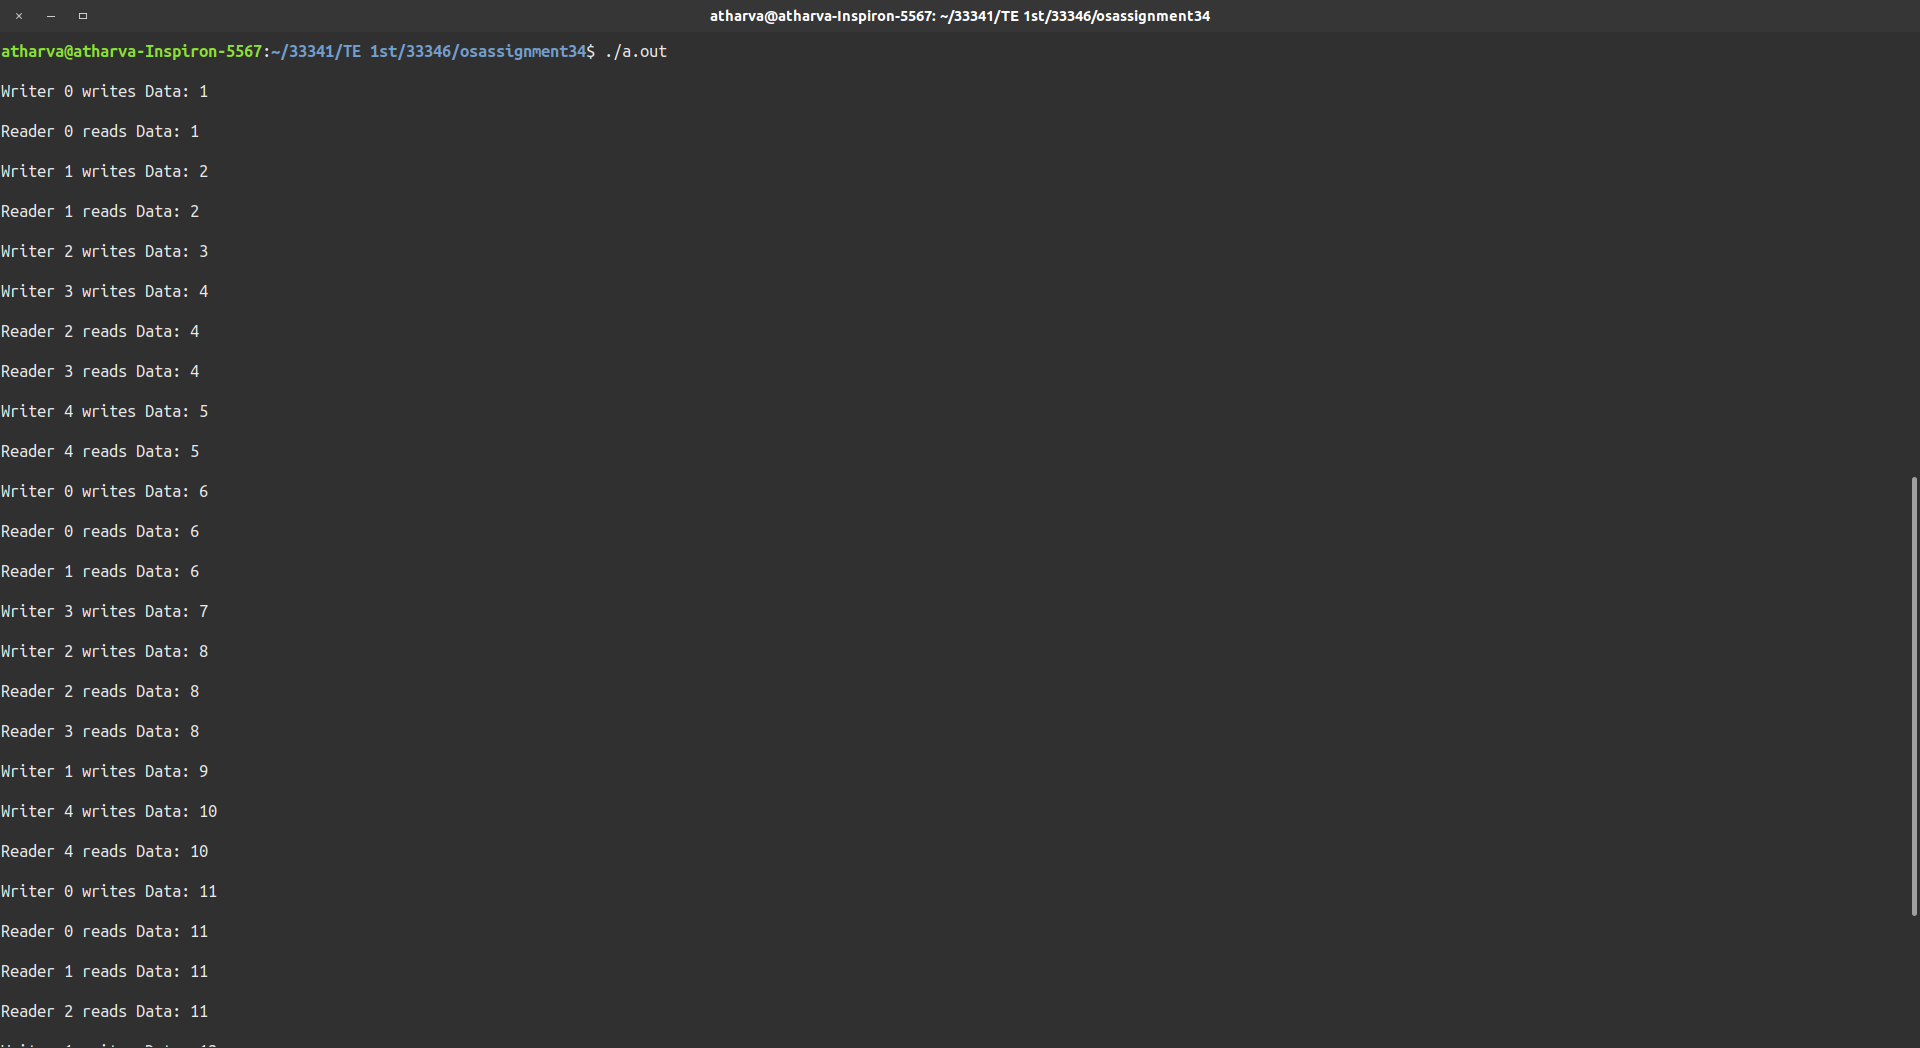 atharva@atharva-Inspiron-5567: ~/33341/TE 1st/33346/osassignment34
atharva@atharva-Inspiron-5567:~/33341/TE 1st/33346/osassignment34$ ./a.out
Writer 0 writes Data: 1
Reader 0 reads Data: 1
Writer 1 writes Data: 2
Reader 1 reads Data: 2
Writer 2 writes Data: 3
Writer 3 writes Data: 4
Reader 2 reads Data: 4
Reader 3 reads Data: 4
Writer 4 writes Data: 5
Reader 4 reads Data: 5
Writer 0 writes Data: 6
Reader 0 reads Data: 6
Reader 1 reads Data: 6
Writer 3 writes Data: 7
Writer 2 writes Data: 8
Reader 2 reads Data: 8
Reader 3 reads Data: 8
Writer 1 writes Data: 9
Writer 4 writes Data: 10
Reader 4 reads Data: 10
Writer 0 writes Data: 11
Reader 0 reads Data: 11
Reader 1 reads Data: 11
Reader 2 reads Data: 11